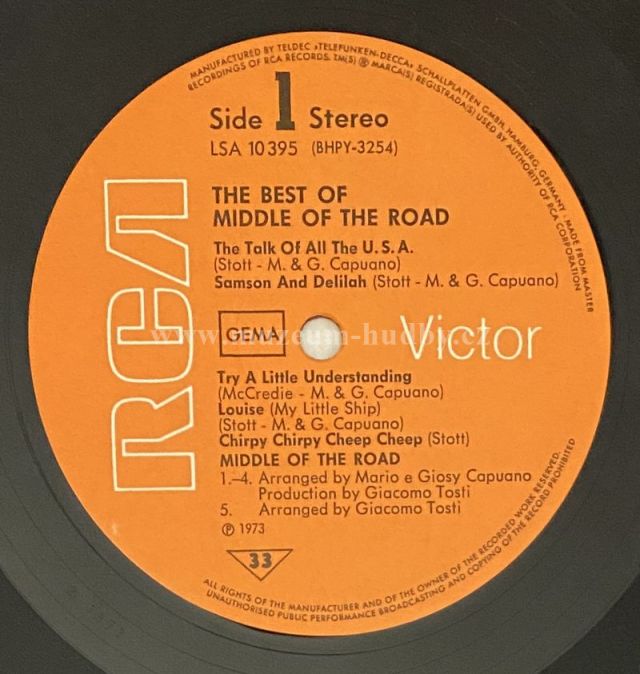 MANUFACTURED BY TELDEC »TELEFUNKEN-DECCA« SCHALLPLATTEN GMBH, HAMBURG, GERMANY · MADE FROM MASTER
RECORDINGS OF RCA RECORDS. TM(S) ® MARCA(S) REGISTRADA(S) USED BY AUTHORITY OF RCA CORPORATION
Side 1 Stereo
LSA 10395 (BHPY-3254)
THE BEST OF
MIDDLE OF THE ROAD
The Talk Of All The U.S.A.
(Stott - M. & G. Capuano)
Samson And Delilah (Stott - M. & G. Capuano)
RCA
GEMA
Victor
www.muzeum-hudby.cz
Try A Little Understanding
(McCredie - M. & G. Capuano)
Louise (My Little Ship)
(Stott - M. & G. Capuano)
Chirpy Chirpy Cheep Cheep (Stott)
MIDDLE OF THE ROAD
1.–4. Arranged by Mario e Giosy Capuano
Production by Giacomo Tosti
5. Arranged by Giacomo Tosti
℗ 1973
33
ALL RIGHTS OF THE MANUFACTURER AND OF THE OWNER OF THE RECORDED WORK RESERVED.
UNAUTHORISED PUBLIC PERFORMANCE BROADCASTING AND COPYING OF THE RECORD PROHIBITED